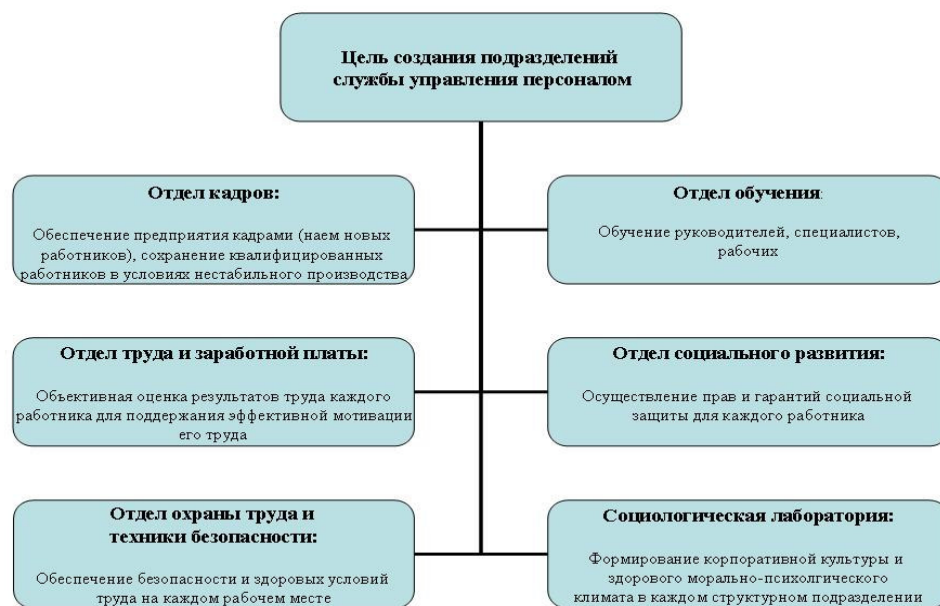 Цель создания подразделений
службы управления персоналом
Отдел кадров:
Обеспечение предприятия кадрами (наем новых
работников), сохранение квалифицированных
работников в условиях нестабильного производства
Отдел обучения:
Обучение руководителей, специалистов,
рабочих
Отдел труда и заработной платы:
Объективная оценка результатов труда каждого
работника для поддержания эффективной мотивации
его труда
Отдел социального развития:
Осуществление прав и гарантий социальной
защиты для каждого работника
Отдел охраны труда и
техники безопасности:
Обеспечение безопасности и здоровых условий
труда на каждом рабочем месте
Социологическая лаборатория:
Формирование корпоративной культуры и
здорового морально-психолгического
климата в каждом структурном подразделении